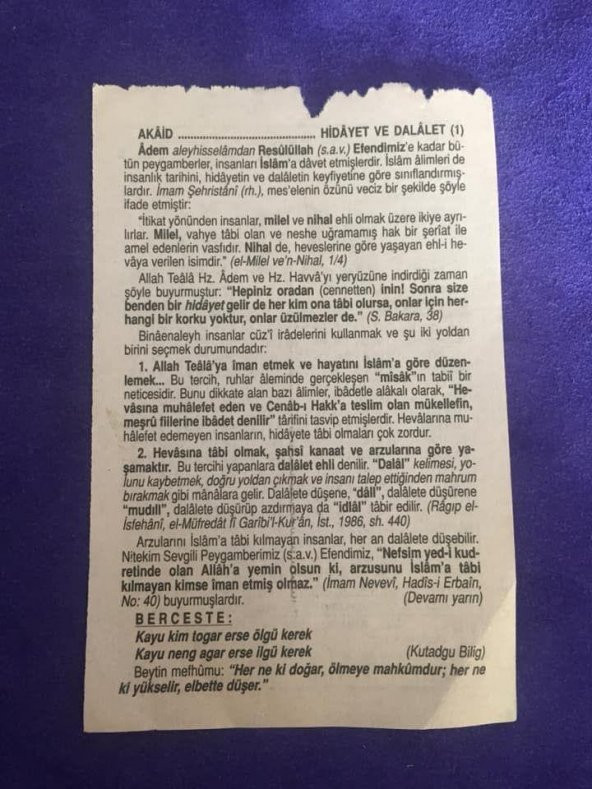 AKÂİD ........................................... HİDÂYET VE DALÂLET (1)
Âdem aleyhisselâmdan Resûlüllah (s.a.v.) Efendimiz'e kadar bü-
tün peygamberler, insanları İslâm'a dâvet etmişlerdir. İslâm âlimleri de
insanlık tarihini, hidâyetin ve dalâletin keyfiyetine göre sınıflandırmış-
lardır. İmam Şehristânî (rh.), mes'elenin özünü veciz bir şekilde şöyle
ifade etmiştir:
"İtikat yönünden insanlar, milel ve nihal ehli olmak üzere ikiye ayrı-
lırlar. Milel, vahye tâbi olan ve neshe uğramamış hak bir şeriat ile
amel edenlerin vasfıdır. Nihal de, heveslerine göre yaşayan ehl-i he-
vâya verilen isimdir." (el-Milel ve'n-Nihal, 1/4)
Allah Teâlâ Hz. Âdem ve Hz. Havvâ'yı yeryüzüne indirdiği zaman
şöyle buyurmuştur: "Hepiniz oradan (cennetten) inin! Sonra size
benden bir hidâyet gelir de her kim ona tâbi olursa, onlar için her-
hangi bir korku yoktur, onlar üzülmezler de." (S. Bakara, 38)
Binâenaleyh insanlar cüz'î irâdelerini kullanmak ve şu iki yoldan
birini seçmek durumundadır:
1. Allah Teâlâ'ya îman etmek ve hayatını İslâm'a göre düzen-
lemek... Bu tercih, ruhlar âleminde gerçekleşen "mîsâk"ın tabiî bir
neticesidir. Bunu dikkate alan bazı âlimler, ibâdetle alâkalı olarak, "He-
vâsına muhâlefet eden ve Cenâb-ı Hakk'a teslim olan mükellefin,
meşrû fiillerine ibâdet denilir" târifini tasvip etmişlerdir. Hevâlarına mu-
hâlefet edemeyen insanların, hidâyete tâbi olmaları çok zordur.
2. Hevâsına tâbi olmak, şahsi kanaat ve arzularına göre ya-
şamaktır. Bu tercihi yapanlara dalâlet ehli denilir. "Dalâl" kelimesi, yo-
lunu kaybetmek, doğru yoldan çıkmak ve insanı talep ettiğinden mahrum
bırakmak gibi mânâlara gelir. Dalâlete düşene, "dâll", dalâlete düşürene
"mudıll", dalâlete düşürüp azdırmaya da "idlâl" tâbir edilir. (Râgıp el-
İsfehânî, el-Müfredât fî Garîbi'l-Kur'ân, İst., 1986, sh. 440)
Arzularını İslâm'a tâbi kılmayan insanlar, her an dalâlete düşebilir.
Nitekim Sevgili Peygamberimiz (s.a.v.) Efendimiz, "Nefsim yed-i kud-
retinde olan Allâh'a yemin olsun ki, arzusunu İslâm'a tâbi
kılmayan kimse îman etmiş olmaz." (İmam Nevevî, Hadîs-i Erbaîn,
No: 40) buyurmuşlardır. (Devamı yarın)
BERCESTE:
Kayu kim togar erse ölgü kerek
Kayu neng agar erse ilgü kerek (Kutadgu Bilig)
Beytin mefhûmu: "Her ne ki doğar, ölmeye mahkûmdur; her ne
ki yükselir, elbette düşer."